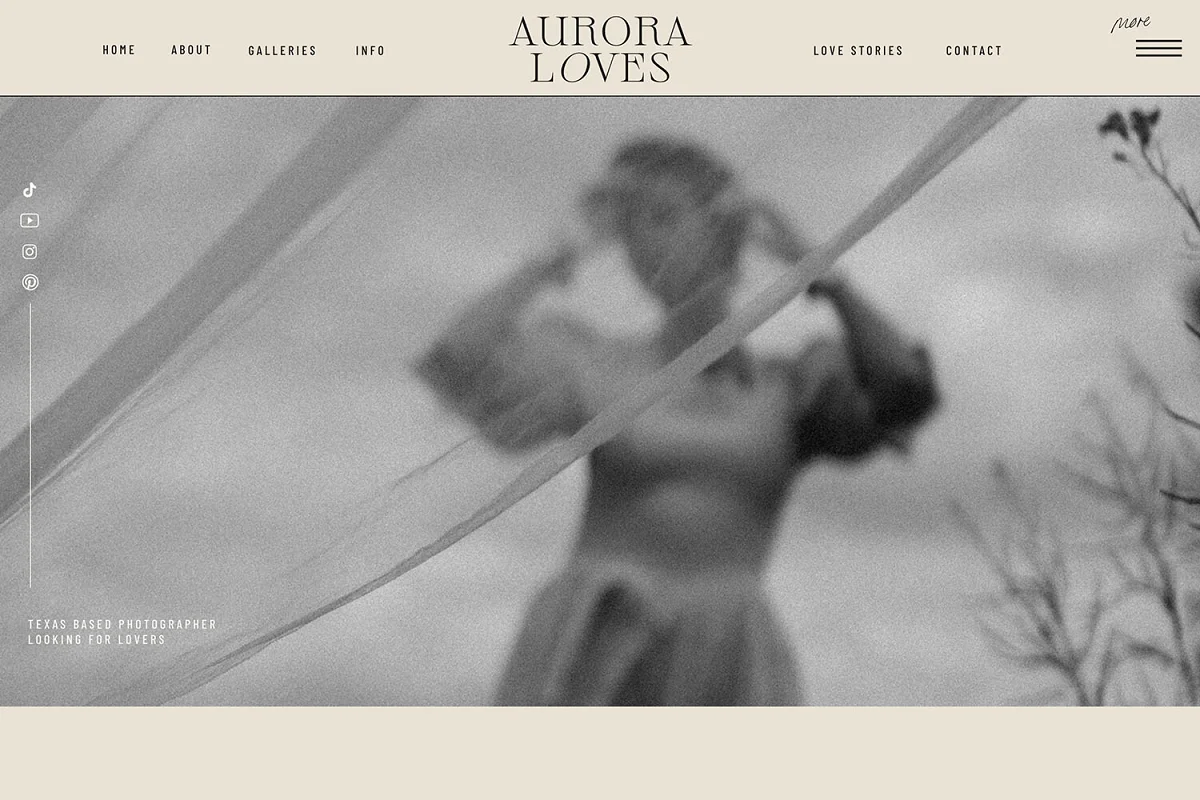 HOME
ABOUT
GALLERIES
INFO
AURORA
LOVES
LOVE STORIES
CONTACT
more
TEXAS BASED PHOTOGRAPHER
LOOKING FOR LOVERS